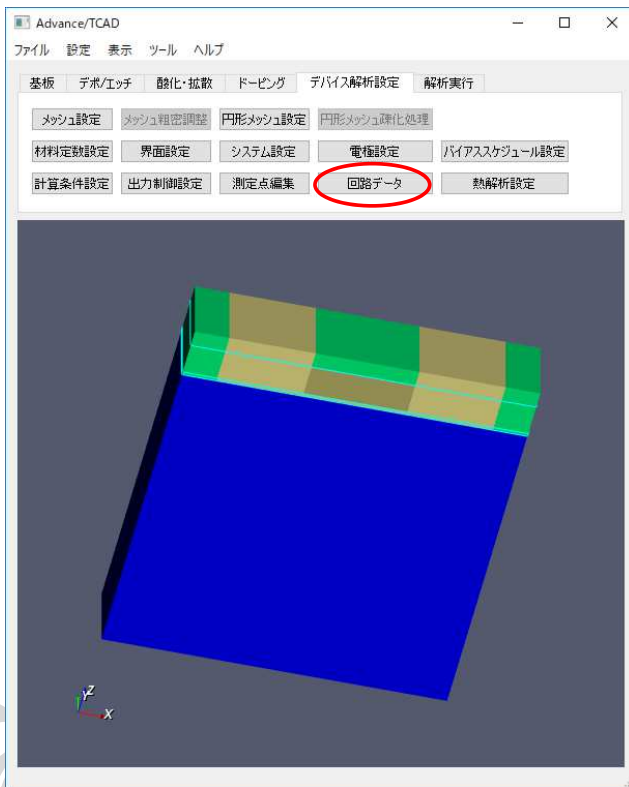 Advance/TCAD
ファイル 設定 表示 ツール ヘルプ
基板 デポ/エッチ 酸化・拡散 ドーピング デバイス解析設定 解析実行
メッシュ設定 メッシュ粗密調整 円形メッシュ設定 円形メッシュ疎化処理
材料定数設定 界面設定 システム設定 電極設定 バイアススケジュール設定
計算条件設定 出力制御設定 測定点編集 回路データ 熱解析設定
Y Z
X